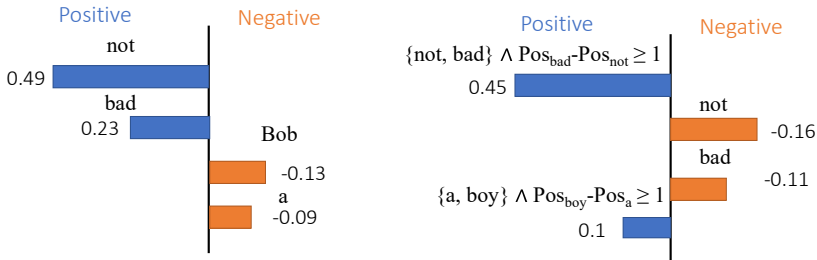 Positive
Negative
not
0.49
bad
0.23
Bob
-0.13
a
-0.09
Positive
Negative
{not, bad} ∧ Pos_bad-Pos_not ≥ 1
0.45
not
-0.16
bad
-0.11
{a, boy} ∧ Pos_boy-Pos_a ≥ 1
0.1